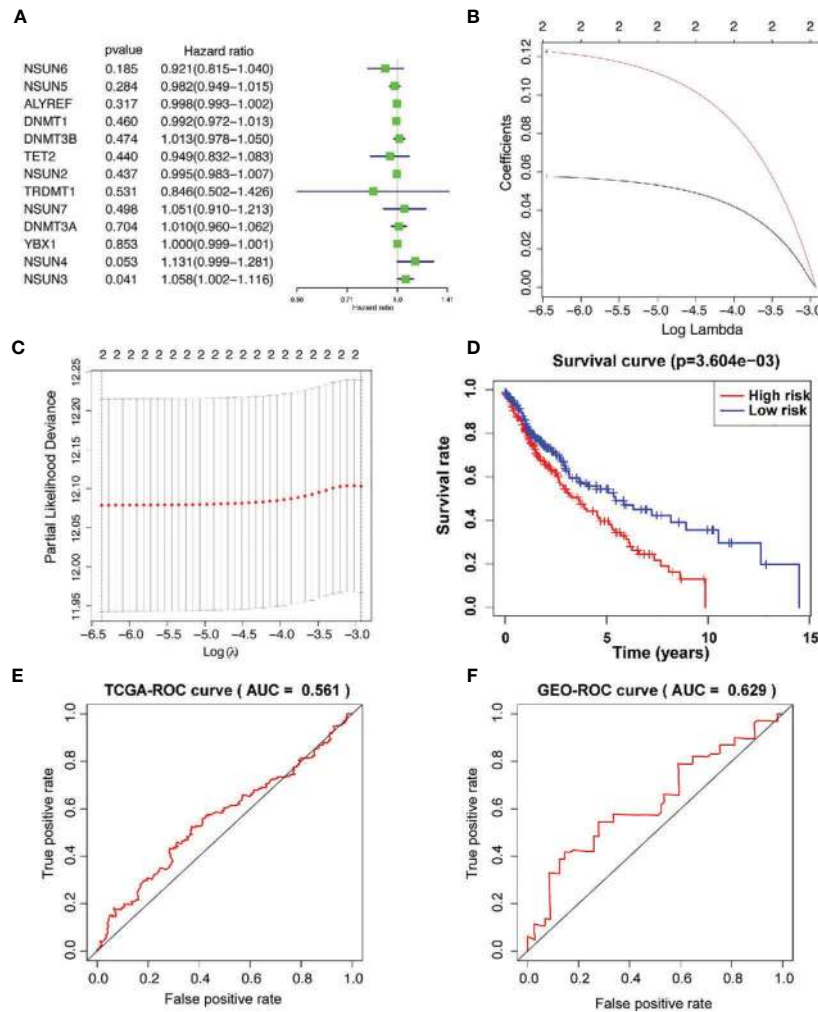 A
pvalue Hazard ratio
NSUN6 0.185 0.921(0.815−1.040)
NSUN5 0.284 0.982(0.949−1.015)
ALYREF 0.317 0.998(0.993−1.002)
DNMT1 0.460 0.992(0.972−1.013)
DNMT3B 0.474 1.013(0.978−1.050)
TET2 0.440 0.949(0.832−1.083)
NSUN2 0.437 0.995(0.983−1.007)
TRDMT1 0.531 0.846(0.502−1.426)
NSUN7 0.498 1.051(0.910−1.213)
DNMT3A 0.704 1.010(0.960−1.062)
YBX1 0.853 1.000(0.999−1.001)
NSUN4 0.053 1.131(0.999−1.281)
NSUN3 0.041 1.058(1.002−1.116)
0.71 1.0 1.41
Hazard ratio
B
2 2 2 2 2 2 2 2
0.12
0.10
0.08
0.06
0.04
0.02
0.00
Coefficients
−6.5 −6.0 −5.5 −5.0 −4.5 −4.0 −3.5 −3.0
Log Lambda
C
2 2 2 2 2 2 2 2 2 2 2 2 2 2 2 2 2 2
12.25
12.20
12.15
12.10
12.05
12.00
11.95
Partial Likelihood Deviance
−6.5 −6.0 −5.5 −5.0 −4.5 −4.0 −3.5 −3.0
Log(λ)
D
Survival curve (p=3.604e−03)
High risk
Low risk
1.0
0.8
0.6
0.4
0.2
0.0
Survival rate
0 5 10 15
Time (years)
E
TCGA-ROC curve ( AUC = 0.561 )
1.0
0.8
0.6
0.4
0.2
0.0
True positive rate
0.0 0.2 0.4 0.6 0.8 1.0
False positive rate
F
GEO-ROC curve ( AUC = 0.629 )
1.0
0.8
0.6
0.4
0.2
0.0
True positive rate
0.0 0.2 0.4 0.6 0.8 1.0
False positive rate